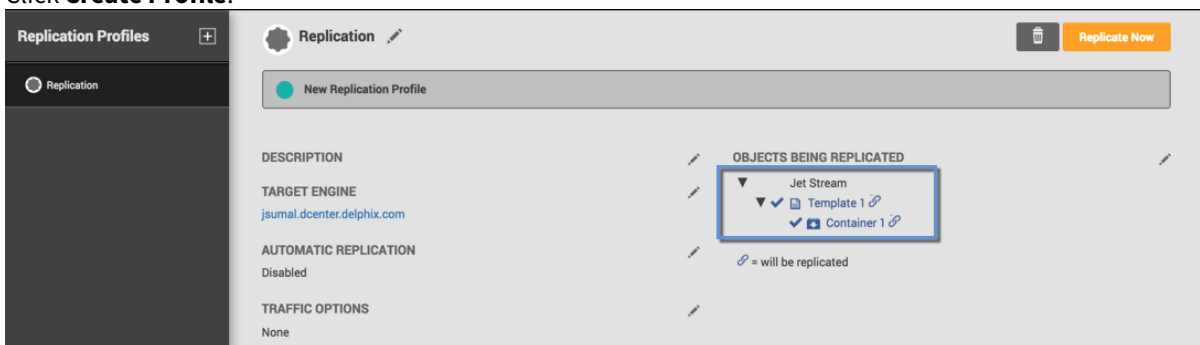 Click Create Profile.
Replication Profiles
Replication
Replication
Replicate Now
New Replication Profile
DESCRIPTION
TARGET ENGINE
jsumal.dcenter.delphix.com
AUTOMATIC REPLICATION
Disabled
TRAFFIC OPTIONS
None
OBJECTS BEING REPLICATED
Jet Stream
Template 1
Container 1
= will be replicated